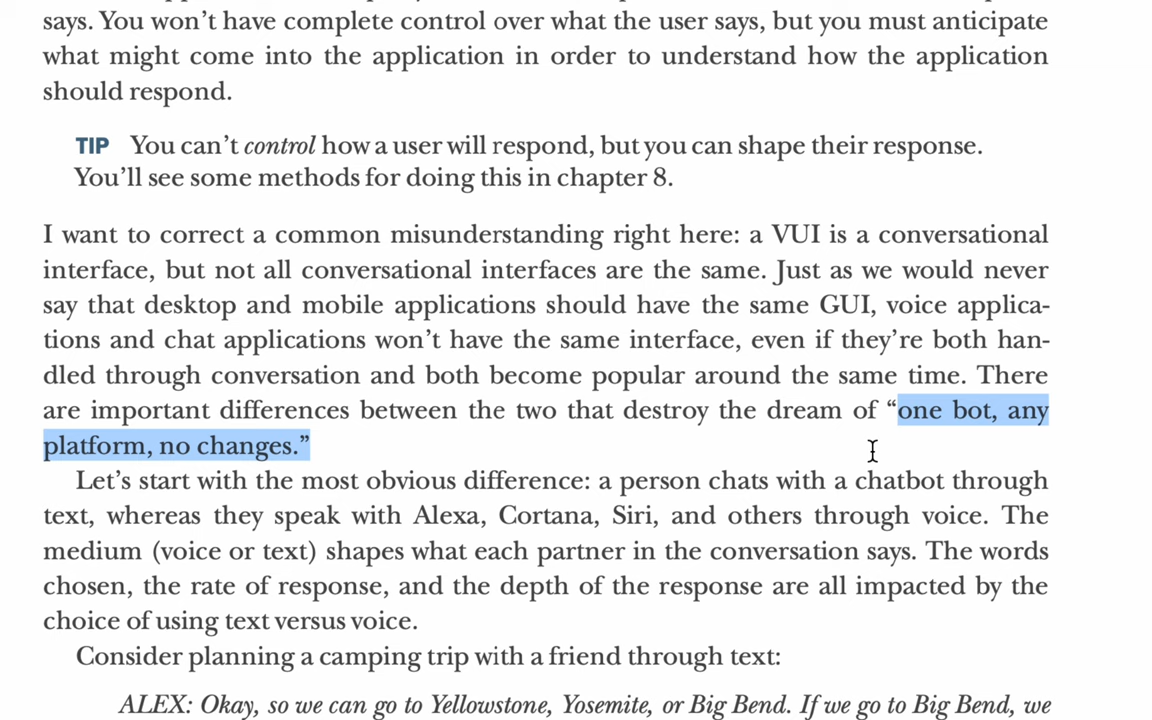 says. You won’t have complete control over what the user says, but you must anticipate
what might come into the application in order to understand how the application
should respond.
TIP You can’t control how a user will respond, but you can shape their response.
You’ll see some methods for doing this in chapter 8.
I want to correct a common misunderstanding right here: a VUI is a conversational
interface, but not all conversational interfaces are the same. Just as we would never
say that desktop and mobile applications should have the same GUI, voice applica-
tions and chat applications won’t have the same interface, even if they’re both han-
dled through conversation and both become popular around the same time. There
are important differences between the two that destroy the dream of “one bot, any
platform, no changes.”
Let’s start with the most obvious difference: a person chats with a chatbot through
text, whereas they speak with Alexa, Cortana, Siri, and others through voice. The
medium (voice or text) shapes what each partner in the conversation says. The words
chosen, the rate of response, and the depth of the response are all impacted by the
choice of using text versus voice.
Consider planning a camping trip with a friend through text:
ALEX: Okay, so we can go to Yellowstone, Yosemite, or Big Bend. If we go to Big Bend, we